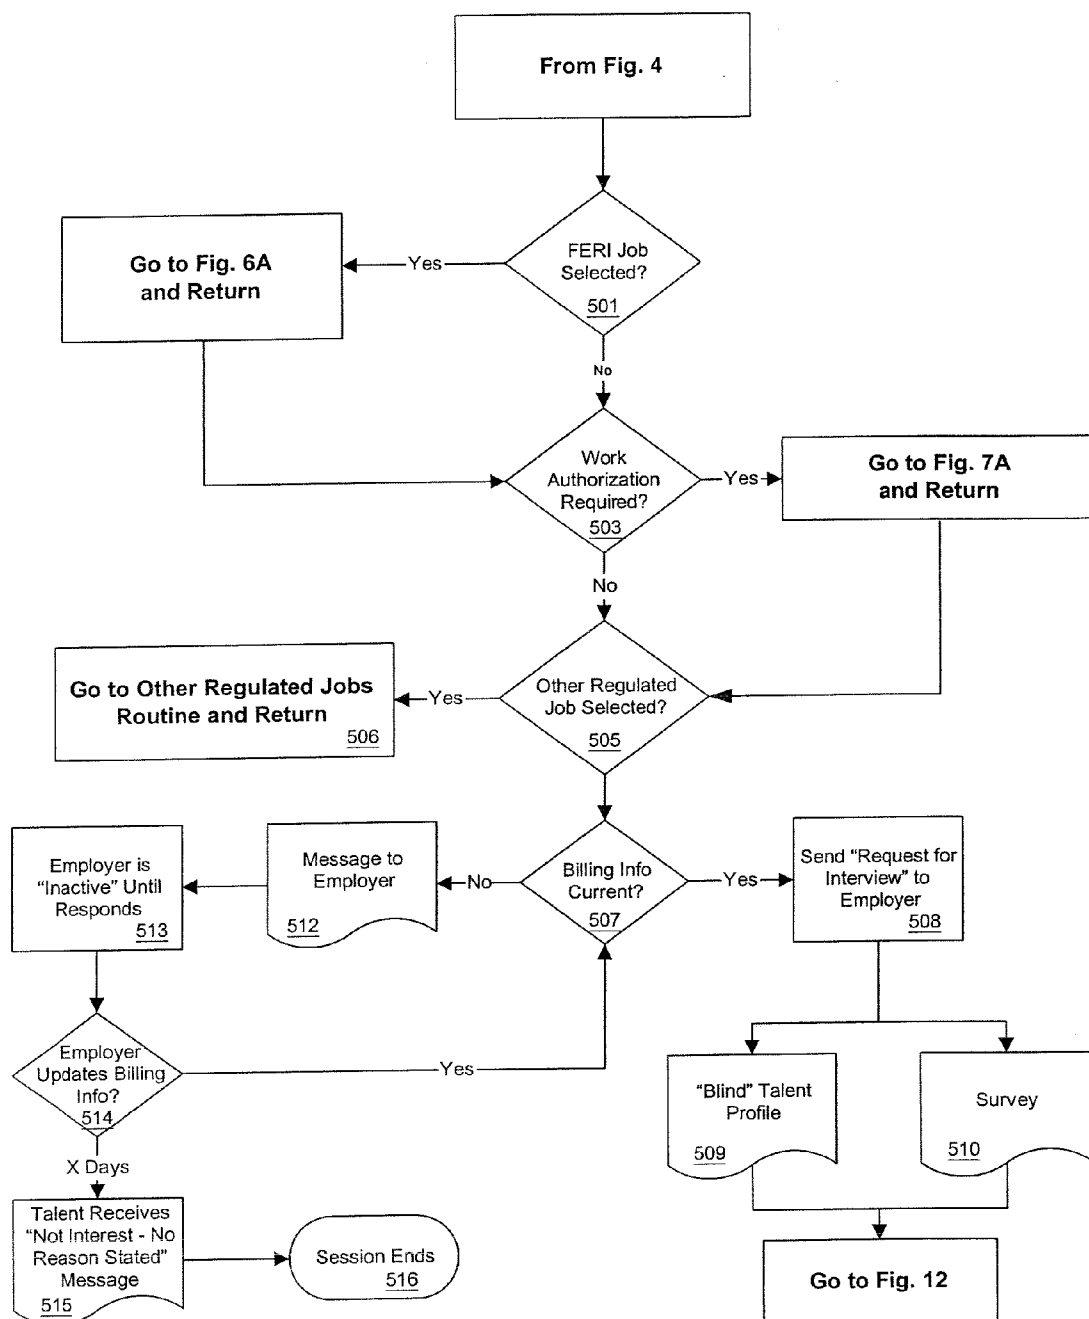 From Fig. 4
FERI Job
Selected?
501
Yes
Go to Fig. 6A
and Return
No
Work
Authorization
Required?
503
Yes
Go to Fig. 7A
and Return
No
Other Regulated
Job Selected?
505
Yes
Go to Other Regulated Jobs
Routine and Return
506
Billing Info
Current?
507
No
Message to
Employer
512
Employer is
"Inactive" Until
Responds
513
Yes
Send "Request for
Interview" to
Employer
508
Employer
Updates Billing
Info?
514
Yes
"Blind" Talent
Profile
509
Survey
510
X Days
Talent Receives
"Not Interest - No
Reason Stated"
Message
515
Session Ends
516
Go to Fig. 12